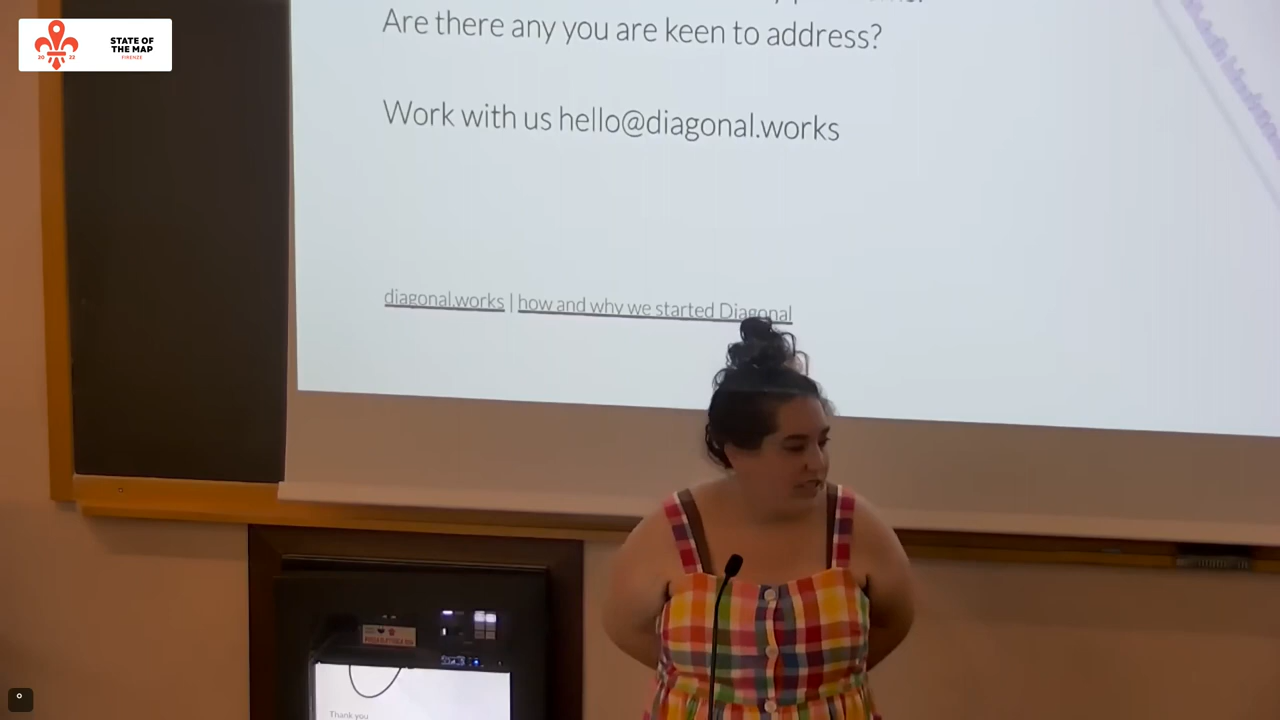 20 22
STATE OF
THE MAP
FIRENZE
Are there any you are keen to address?
Work with us hello@diagonal.works
diagonal.works | how and why we started Diagonal
Thank you